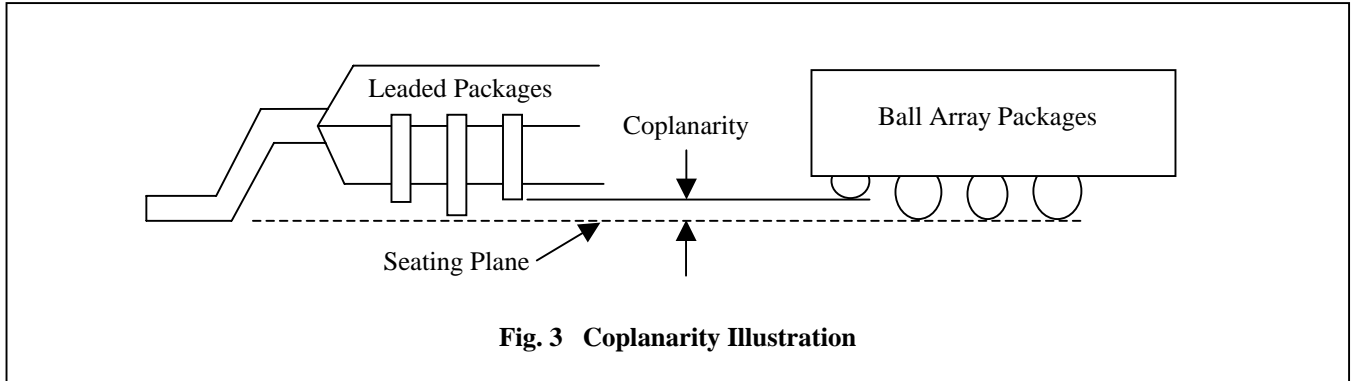 Leaded Packages
Coplanarity
Ball Array Packages
Seating Plane
Fig. 3 Coplanarity Illustration